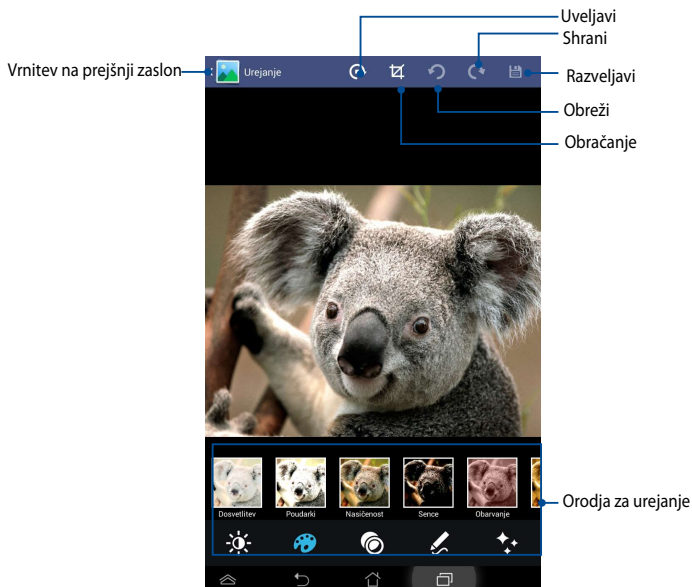 Uveljavi
Shrani
Vrnitev na prejšnji zaslon
Urejanje
Razveljavi
Obreži
Obračanje
Dosvetlitev
Poudarki
Nasičenost
Sence
Obarvanje
Orodja za urejanje